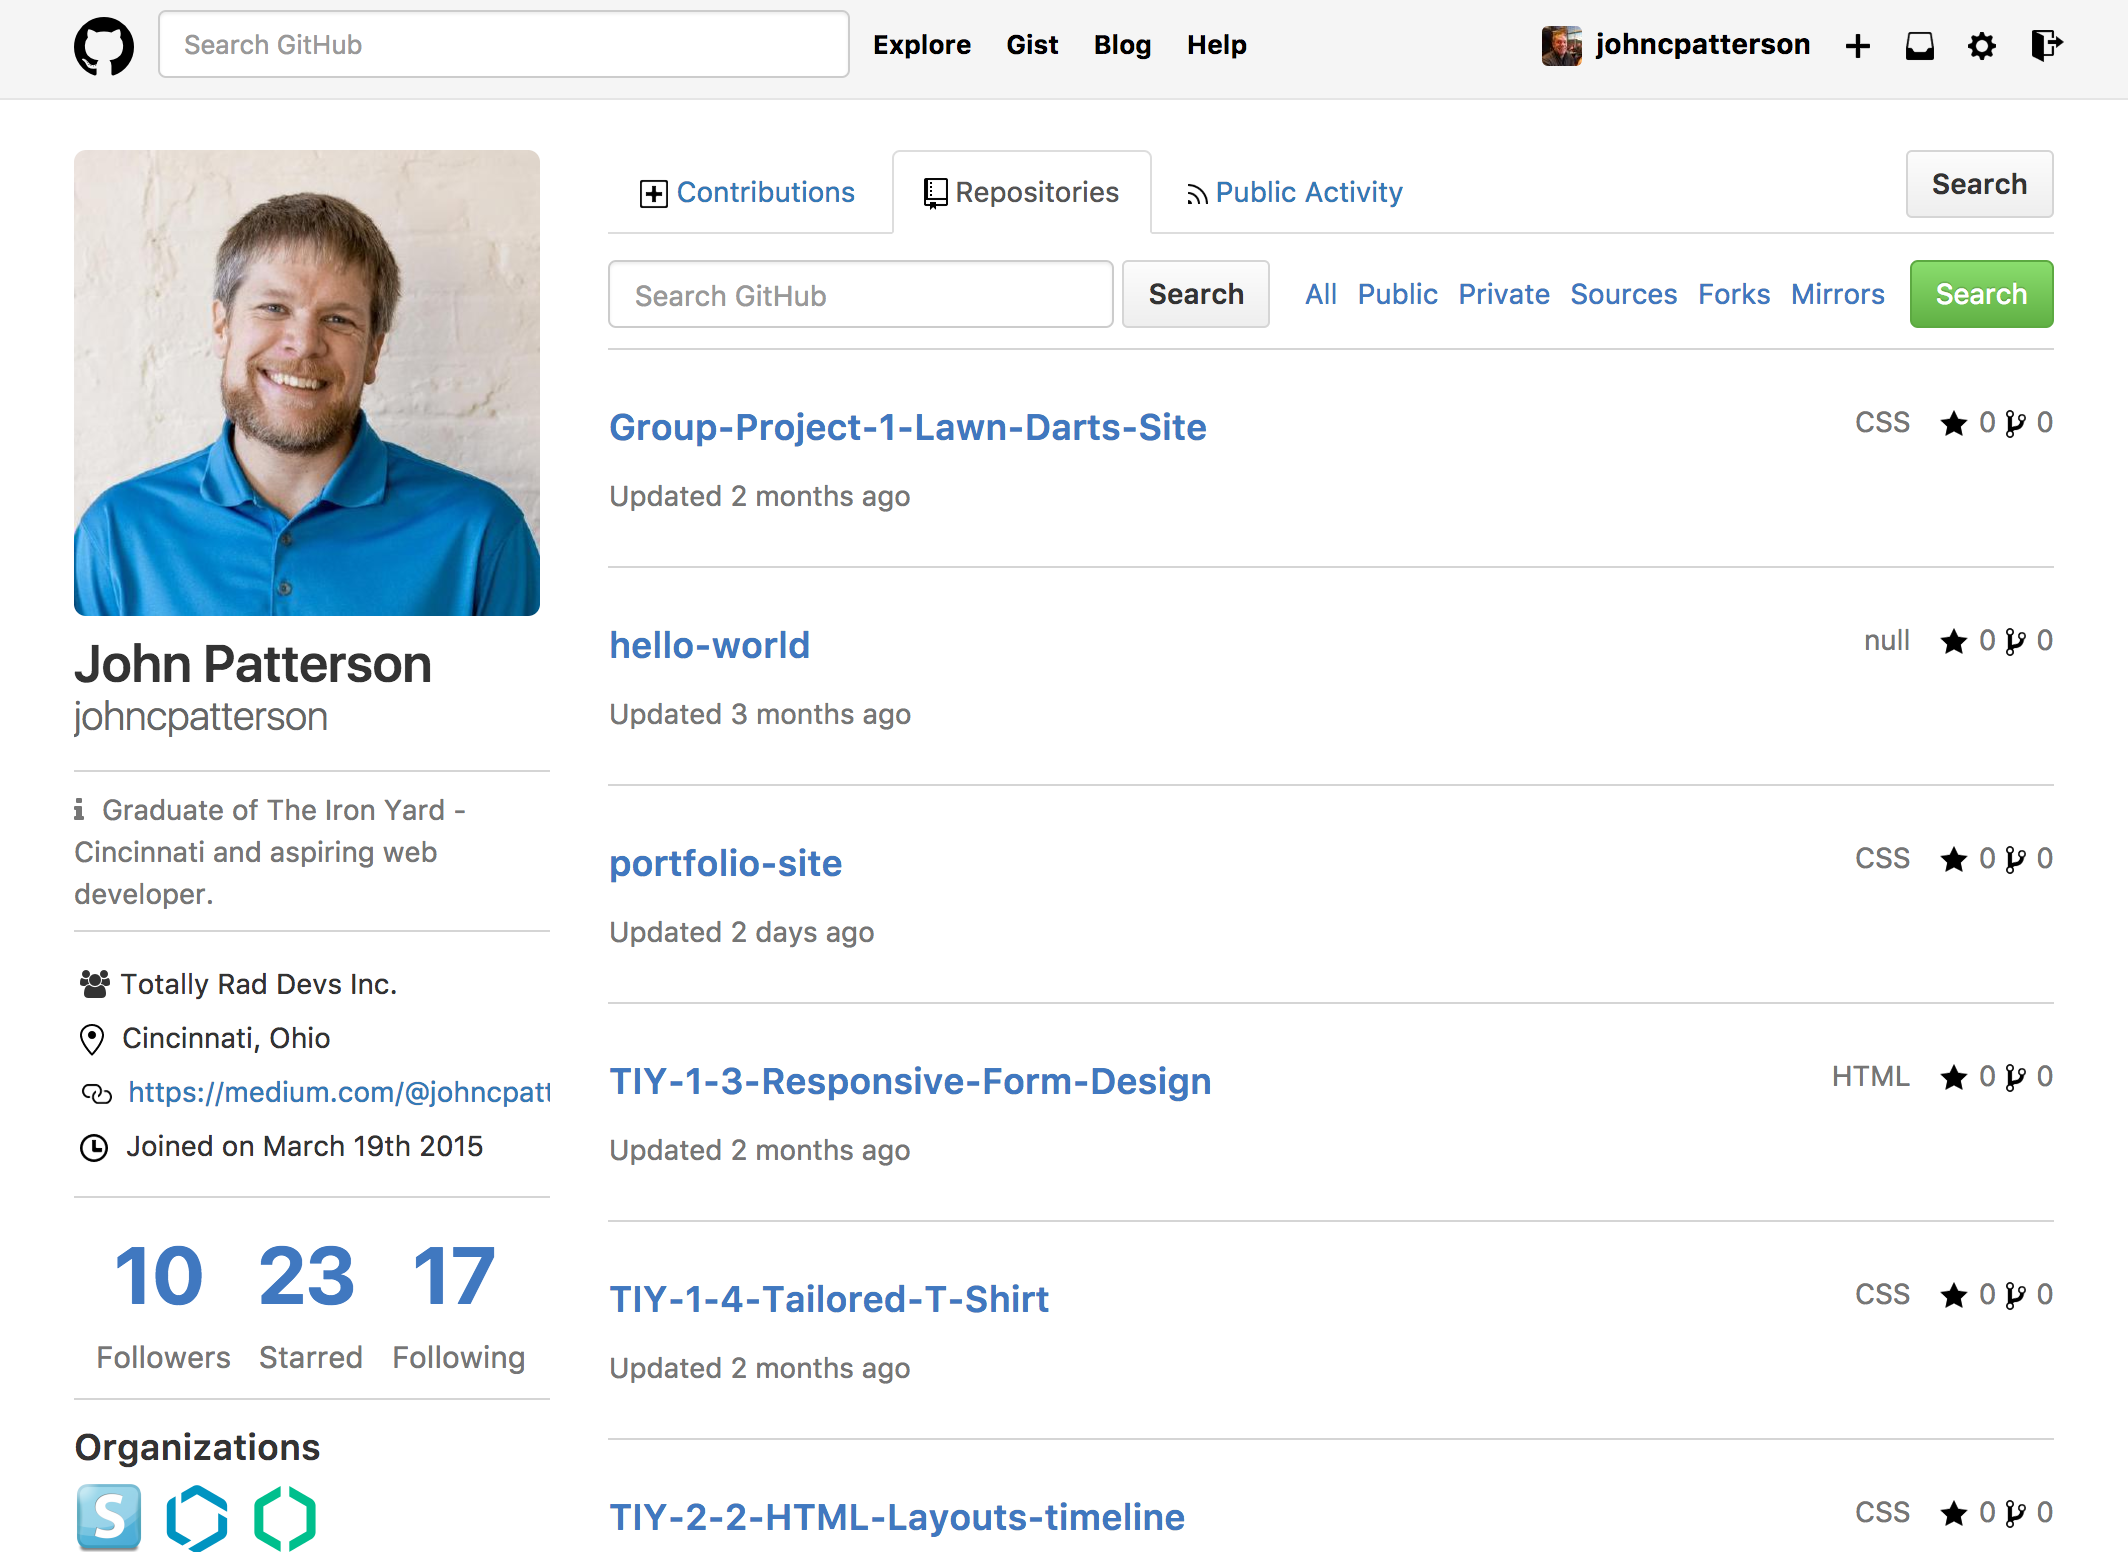 Search GitHub
Explore Gist Blog Help
johncpatterson
Contributions
Repositories
Public Activity
Search
Search GitHub
Search
All Public Private Sources Forks Mirrors
Search
John Patterson
johncpatterson
Graduate of The Iron Yard -
Cincinnati and aspiring web
developer.
Totally Rad Devs Inc.
Cincinnati, Ohio
https://medium.com/@johncpatt
Joined on March 19th 2015
10 23 17
Followers Starred Following
Organizations
S
Group-Project-1-Lawn-Darts-Site
CSS 0 0
Updated 2 months ago
hello-world
null 0 0
Updated 3 months ago
portfolio-site
CSS 0 0
Updated 2 days ago
TIY-1-3-Responsive-Form-Design
HTML 0 0
Updated 2 months ago
TIY-1-4-Tailored-T-Shirt
CSS 0 0
Updated 2 months ago
TIY-2-2-HTML-Layouts-timeline
CSS 0 0